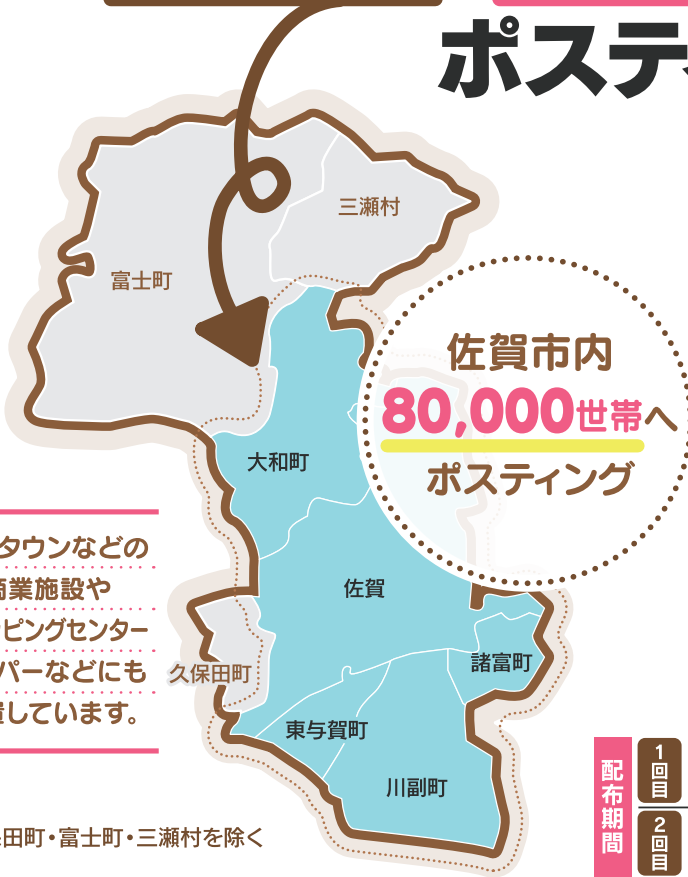 ポステ
三瀬村
富士町
佐賀市内
80,000世帯へ
ポスティング
大和町
タウンなどの
商業施設や
ッピングセンター
パーなどにも
置しています。
佐賀
久保田町
諸富町
東与賀町
川副町
配布期間
1回目
2回目
保田町・富士町・三瀬村を除く